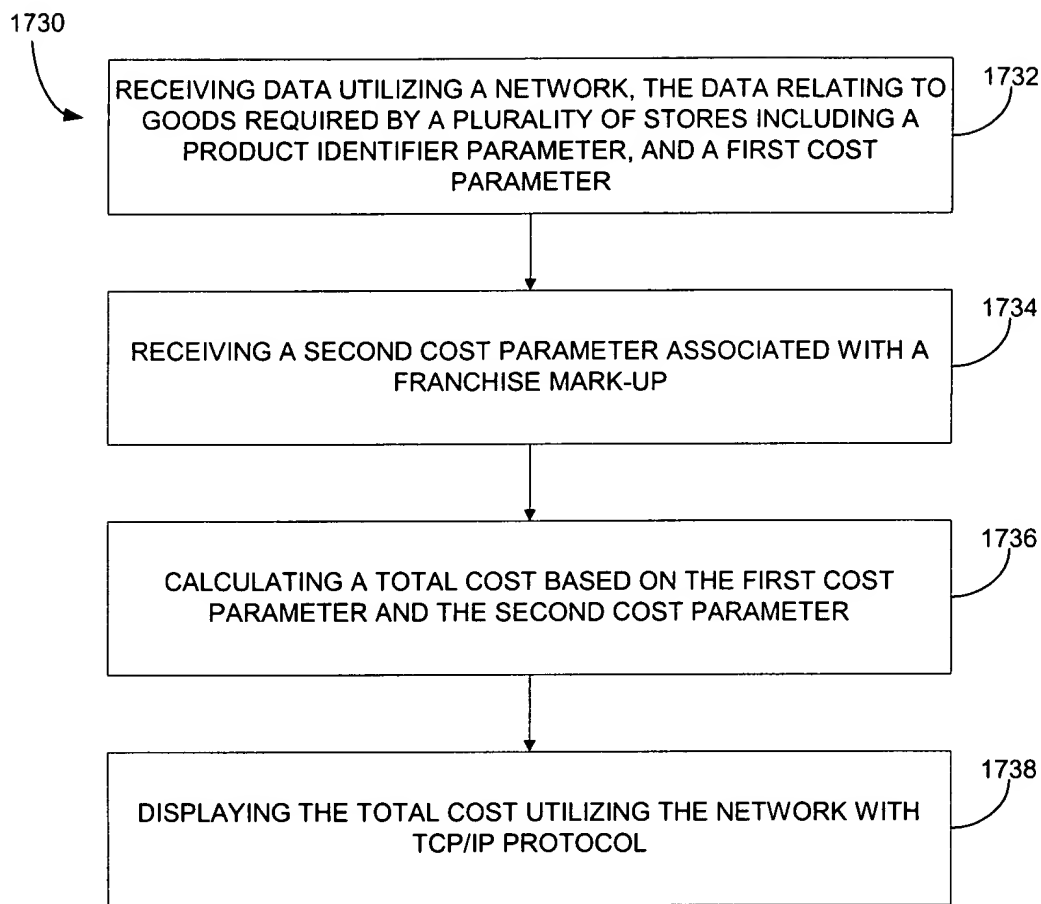 1730
RECEIVING DATA UTILIZING A NETWORK, THE DATA RELATING TO
GOODS REQUIRED BY A PLURALITY OF STORES INCLUDING A
PRODUCT IDENTIFIER PARAMETER, AND A FIRST COST
PARAMETER
1732
RECEIVING A SECOND COST PARAMETER ASSOCIATED WITH A
FRANCHISE MARK-UP
1734
CALCULATING A TOTAL COST BASED ON THE FIRST COST
PARAMETER AND THE SECOND COST PARAMETER
1736
DISPLAYING THE TOTAL COST UTILIZING THE NETWORK WITH
TCP/IP PROTOCOL
1738